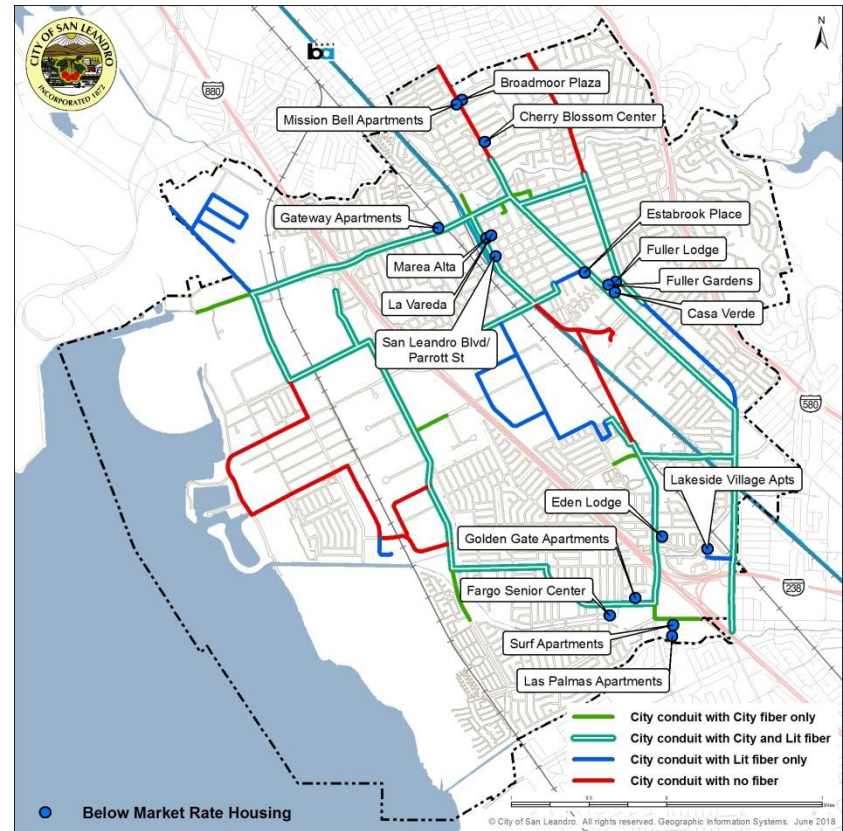 CITY OF SAN LEANDRO
INCORPORATED 1872
ba
N
880
Broadmoor Plaza
Mission Bell Apartments
Cherry Blossom Center
Gateway Apartments
Estabrook Place
Marea Alta
Fuller Lodge
La Vareda
Fuller Gardens
Casa Verde
San Leandro Blvd/
Parrott St
580
Lakeside Village Apts
Eden Lodge
Golden Gate Apartments
Fargo Senior Center
238
Surf Apartments
Las Palmas Apartments
City conduit with City fiber only
City conduit with City and Lit fiber
City conduit with Lit fiber only
City conduit with no fiber
Below Market Rate Housing
Miles
© City of San Leandro. All rights reserved. Geographic Information Systems. June 2018